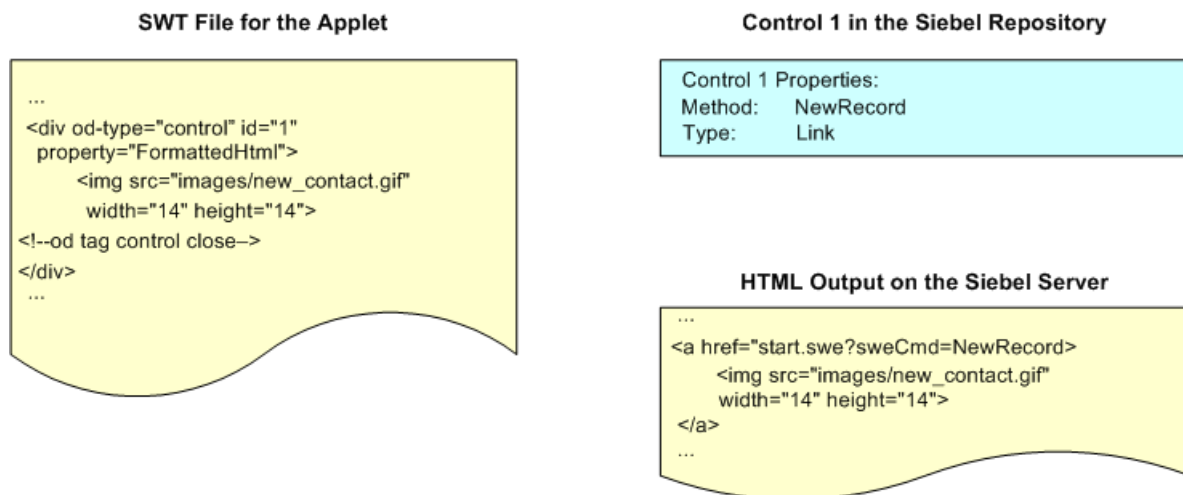 SWT File for the Applet
...
<div od-type="control" id="1"
property="FormattedHtml">
<img src="images/new_contact.gif"
width="14" height="14">
<!--od tag control close–>
</div>
...
Control 1 in the Siebel Repository
Control 1 Properties:
Method: NewRecord
Type: Link
HTML Output on the Siebel Server
...
<a href="start.swe?sweCmd=NewRecord>
<img src="images/new_contact.gif"
width="14" height="14">
</a>
...